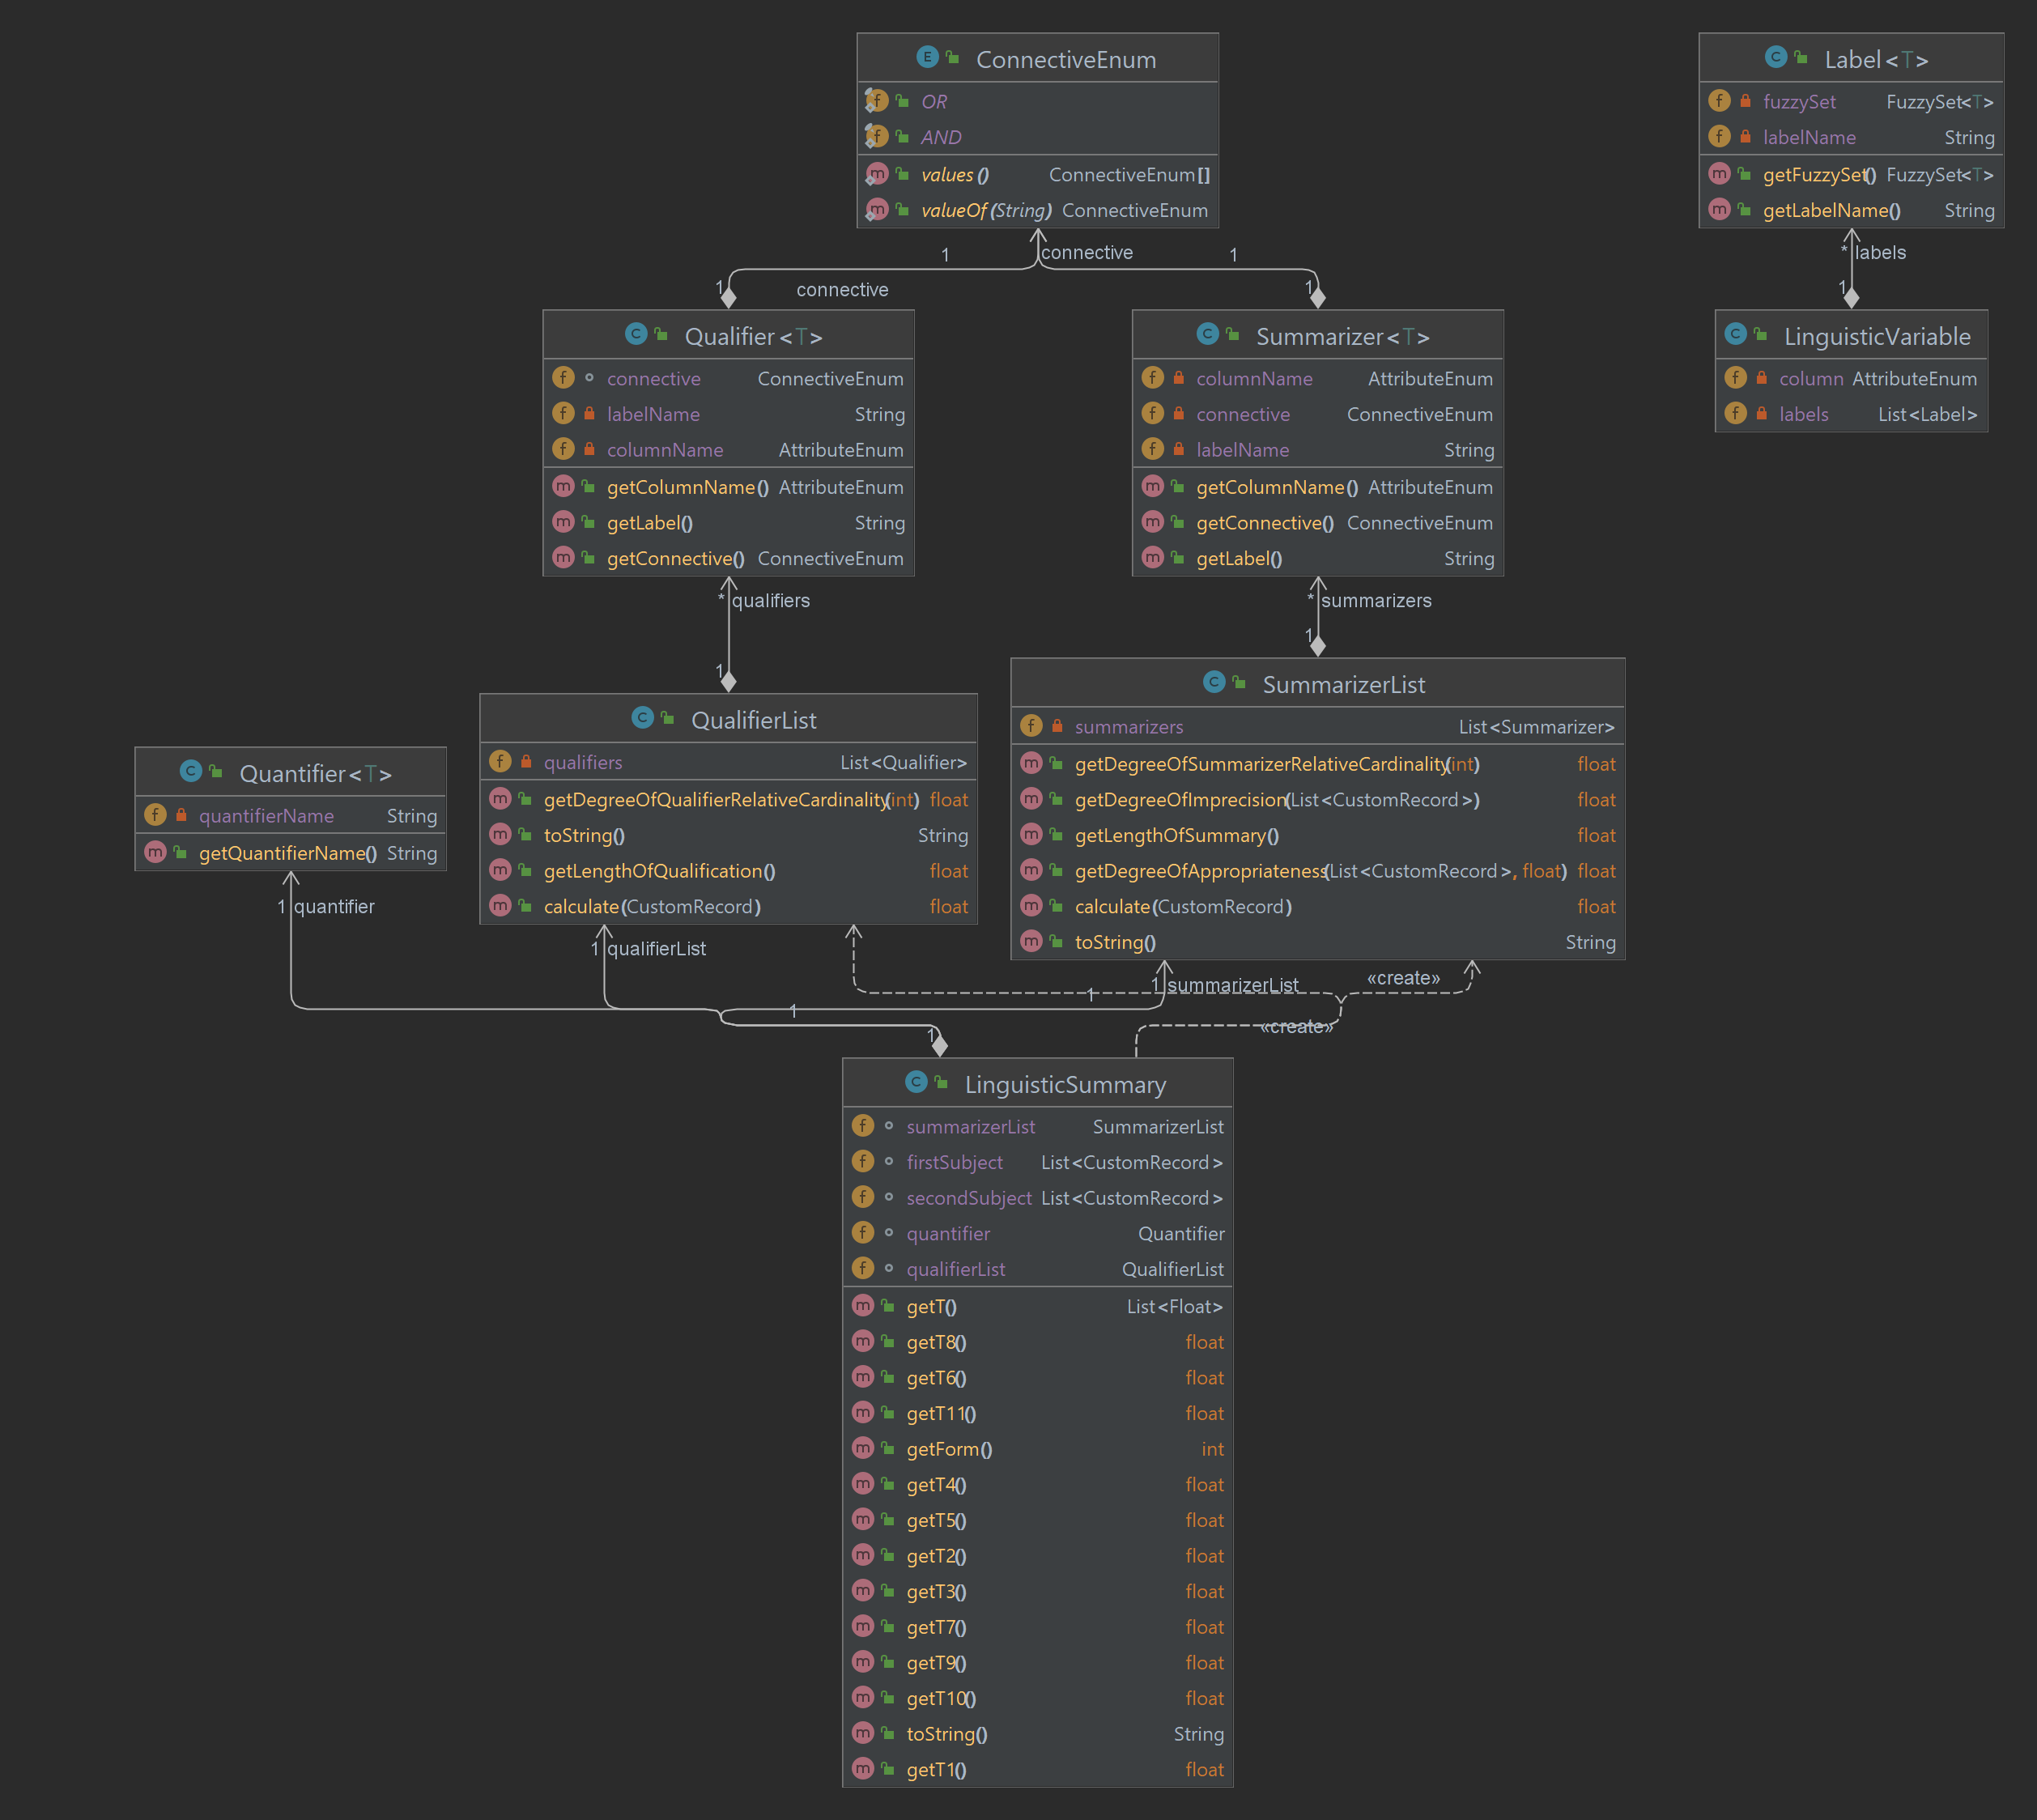 ConnectiveEnum
OR
AND
values() ConnectiveEnum[]
valueOf(String) ConnectiveEnum
Label<T>
fuzzySet FuzzySet<T>
labelName String
getFuzzySet() FuzzySet<T>
getLabelName() String
1 connective 1
* labels
1 connective
1
1
Qualifier<T>
connective ConnectiveEnum
labelName String
columnName AttributeEnum
getColumnName() AttributeEnum
getLabel() String
getConnective() ConnectiveEnum
Summarizer<T>
columnName AttributeEnum
connective ConnectiveEnum
labelName String
getColumnName() AttributeEnum
getConnective() ConnectiveEnum
getLabel() String
LinguisticVariable
column AttributeEnum
labels List<Label>
* qualifiers
1
* summarizers
1
Quantifier<T>
quantifierName String
getQuantifierName() String
QualifierList
qualifiers List<Qualifier>
getDegreeOfQualifierRelativeCardinality(int) float
toString() String
getLengthOfQualification() float
calculate(CustomRecord) float
SummarizerList
summarizers List<Summarizer>
getDegreeOfSummarizerRelativeCardinality(int) float
getDegreeOfImprecision(List<CustomRecord>) float
getLengthOfSummary() float
getDegreeOfAppropriateness(List<CustomRecord>, float) float
calculate(CustomRecord) float
toString() String
1 quantifier
1 qualifierList
1 summarizerList
«create»
1
1
«create»
1
LinguisticSummary
summarizerList SummarizerList
firstSubject List<CustomRecord>
secondSubject List<CustomRecord>
quantifier Quantifier
qualifierList QualifierList
getT() List<Float>
getT8() float
getT6() float
getT11() float
getForm() int
getT4() float
getT5() float
getT2() float
getT3() float
getT7() float
getT9() float
getT10() float
toString() String
getT1() float